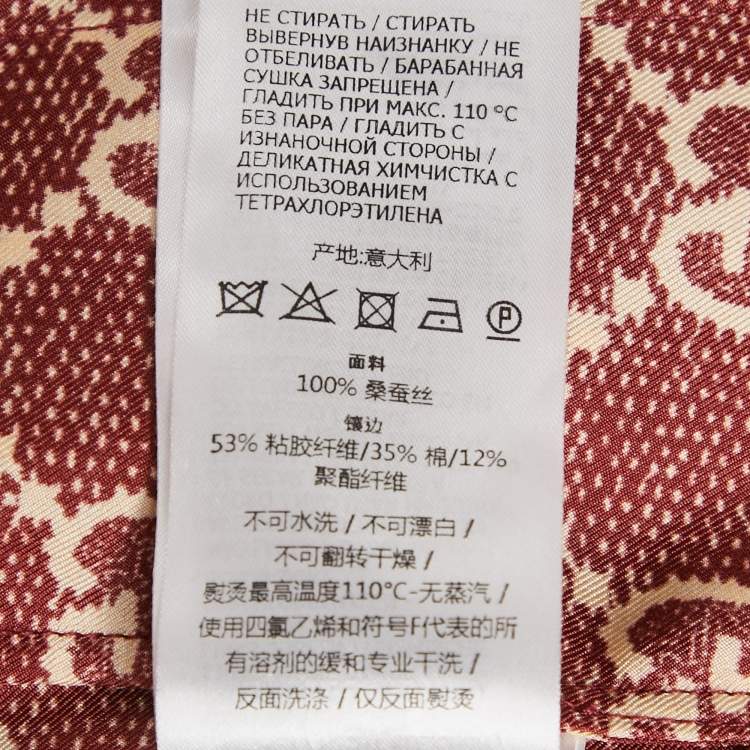 НЕ СТИРАТЬ / СТИРАТЬ
ВЫВЕРНУВ НАИЗНАНКУ / НЕ
ОТБЕЛИВАТЬ / БАРАБАННАЯ
СУШКА ЗАПРЕЩЕНА /
ГЛАДИТЬ ПРИ МАКС. 110 ºC
БЕЗ ПАРА / ГЛАДИТЬ С
ИЗНАНОЧНОЙ СТОРОНЫ /
ДЕЛИКАТНАЯ ХИМЧИСТКА С
ИСПОЛЬЗОВАНИЕМ
ТЕТРАХЛОРЭТИЛЕНА
产地:意大利
P
面料
100% 桑蚕丝
镶边
53% 粘胶纤维/35% 棉/12%
聚酯纤维
不可水洗 / 不可漂白 /
不可翻转干燥 /
熨烫最高温度110°C-无蒸汽 /
使用四氯乙烯和符号F代表的所
有溶剂的缓和专业干洗 /
反面洗涤 / 仅反面熨烫